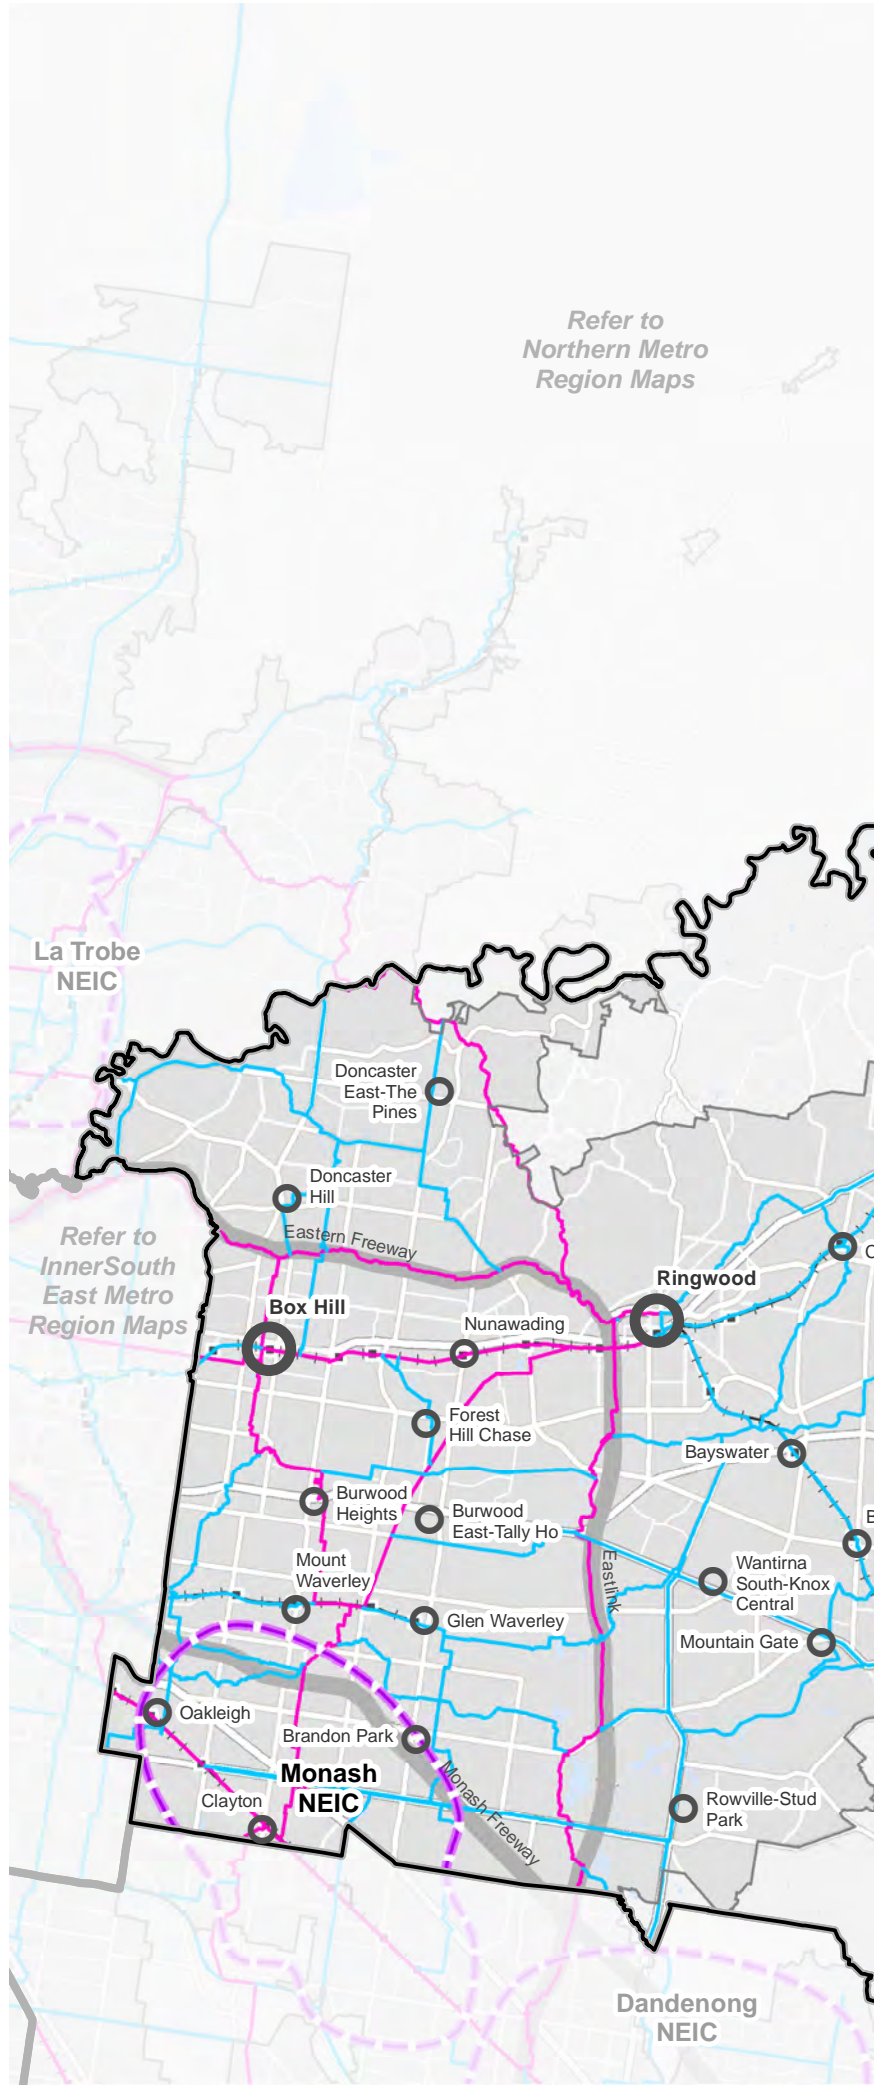 Refer to
Northern Metro
Region Maps
La Trobe
NEIC
Doncaster
East-The
Pines
Doncaster
Hill
Eastern Freeway
Refer to
InnerSouth
East Metro
Region Maps
Ringwood
Box Hill
Nunawading
Forest
Hill Chase
Bayswater
Burwood
Heights
Burwood
East-Tally Ho
Eastlink
Mount
Waverley
Wantirna
South-Knox
Central
Glen Waverley
Mountain Gate
Oakleigh
Brandon Park
Monash
NEIC
Monash Freeway
Clayton
Rowville-Stud
Park
Dandenong
NEIC